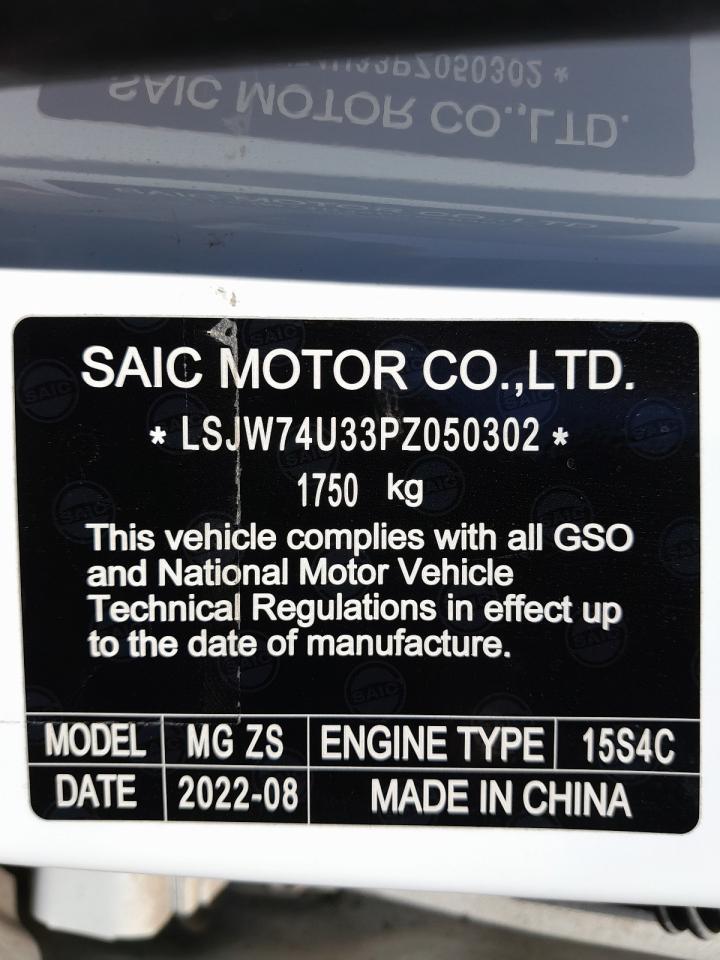 SAIC MOTOR CO.,LTD.
* LSJW74U33PZ050302 *
1750 kg
This vehicle complies with all GSO
and National Motor Vehicle
Technical Regulations in effect up
to the date of manufacture.
MODEL MG ZS ENGINE TYPE 15S4C
DATE 2022-08 MADE IN CHINA